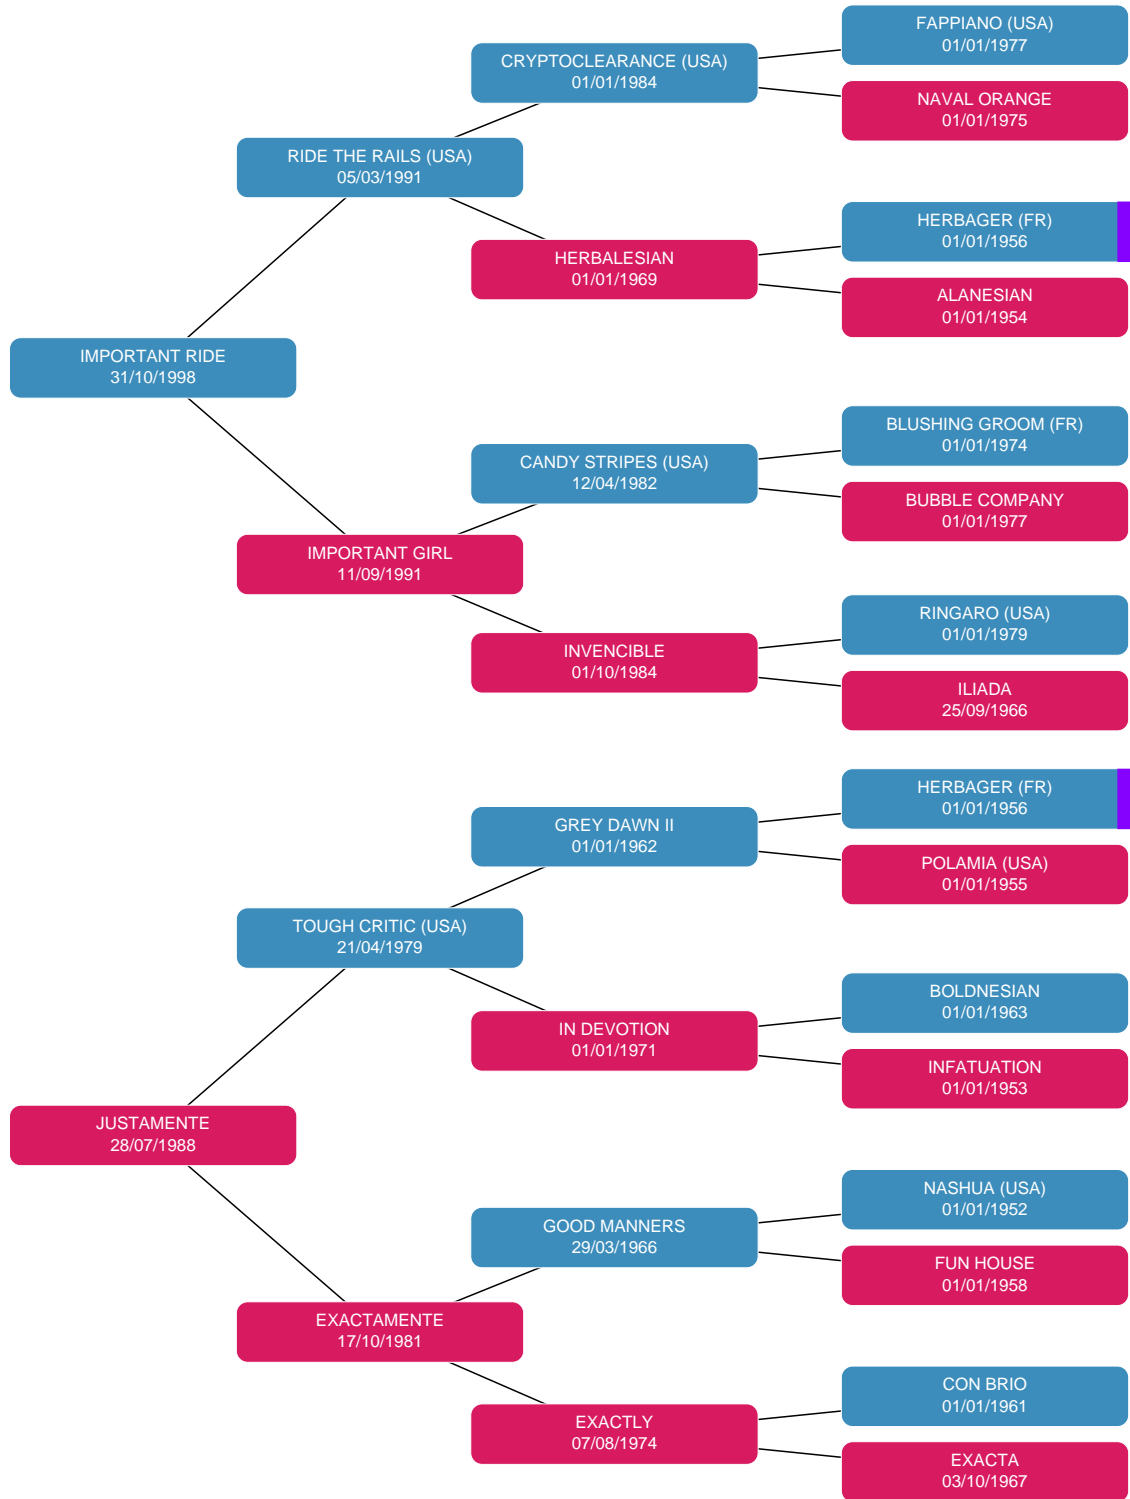 FAPPIANO (USA)
01/01/1977
CRYPTOCLEARANCE (USA)
01/01/1984
NAVAL ORANGE
01/01/1975
RIDE THE RAILS (USA)
05/03/1991
HERBAGER (FR)
01/01/1956
HERBALESIAN
01/01/1969
ALANESIAN
01/01/1954
IMPORTANT RIDE
31/10/1998
BLUSHING GROOM (FR)
01/01/1974
CANDY STRIPES (USA)
12/04/1982
BUBBLE COMPANY
01/01/1977
IMPORTANT GIRL
11/09/1991
RINGARO (USA)
01/01/1979
INVENCIBLE
01/10/1984
ILIADA
25/09/1966
HERBAGER (FR)
01/01/1956
GREY DAWN II
01/01/1962
POLAMIA (USA)
01/01/1955
TOUGH CRITIC (USA)
21/04/1979
BOLDNESIAN
01/01/1963
IN DEVOTION
01/01/1971
INFATUATION
01/01/1953
JUSTAMENTE
28/07/1988
NASHUA (USA)
01/01/1952
GOOD MANNERS
29/03/1966
FUN HOUSE
01/01/1958
EXACTAMENTE
17/10/1981
CON BRIO
01/01/1961
EXACTLY
07/08/1974
EXACTA
03/10/1967